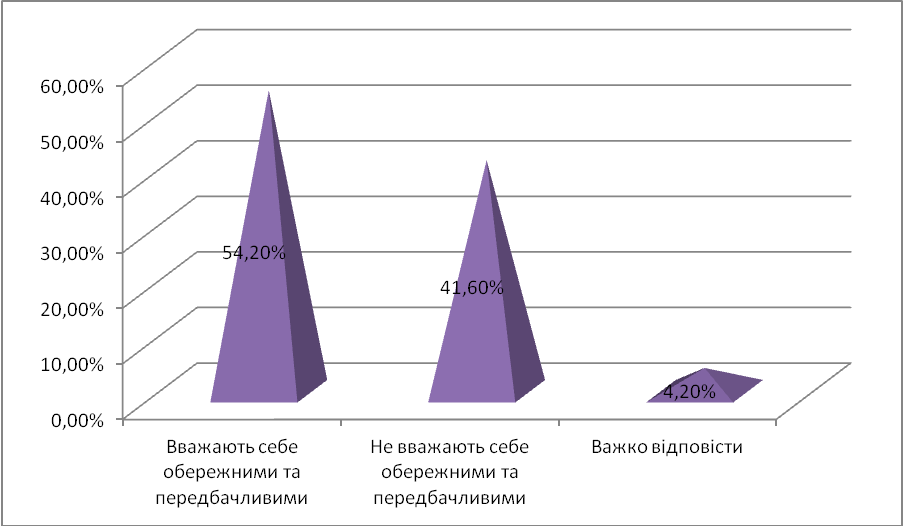 60,00%
50,00%
40,00%
30,00%
20,00%
10,00%
0,00%
54,20%
41,60%
4,20%
Вважають себе
обережними та
передбачливими
Не вважають себе
обережними та
передбачливими
Важко відповісти